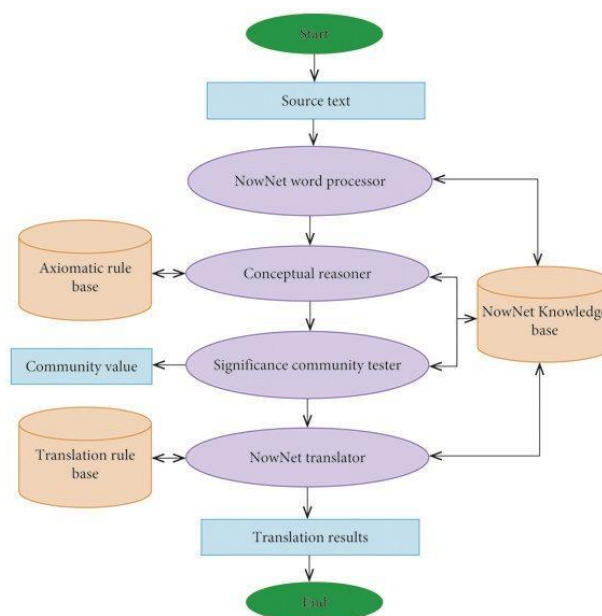 Start
Source text
NowNet word processor
Axiomatic rule
base
Conceptual reasoner
NowNet Knowledge
base
Community value
Significance community tester
Translation rule
base
NowNet translator
Translation results
End